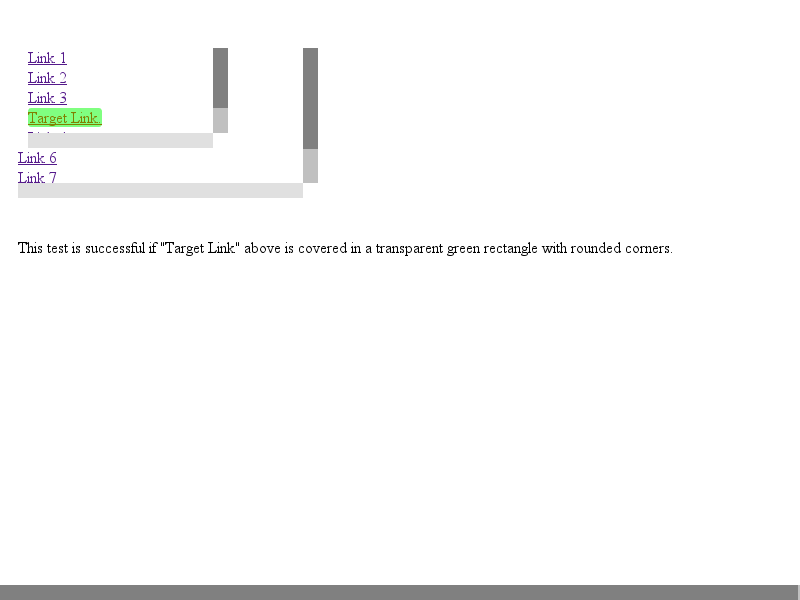 Link 1
Link 2
Link 3
Target Link.
Link 6
Link 7
This test is successful if "Target Link" above is covered in a transparent green rectangle with rounded corners.